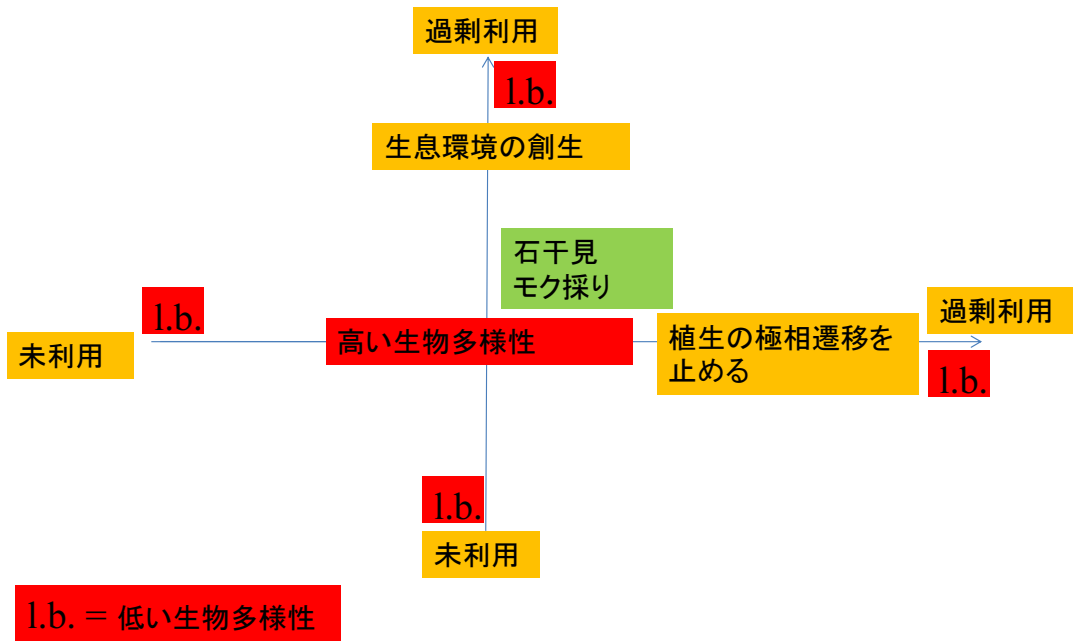 過剰利用
l.b.
生息環境の創生
石干見
モク採り
l.b.
未利用
高い生物多様性
植生の極相遷移を
止める
過剰利用
l.b.
l.b.
未利用
l.b. = 低い生物多様性